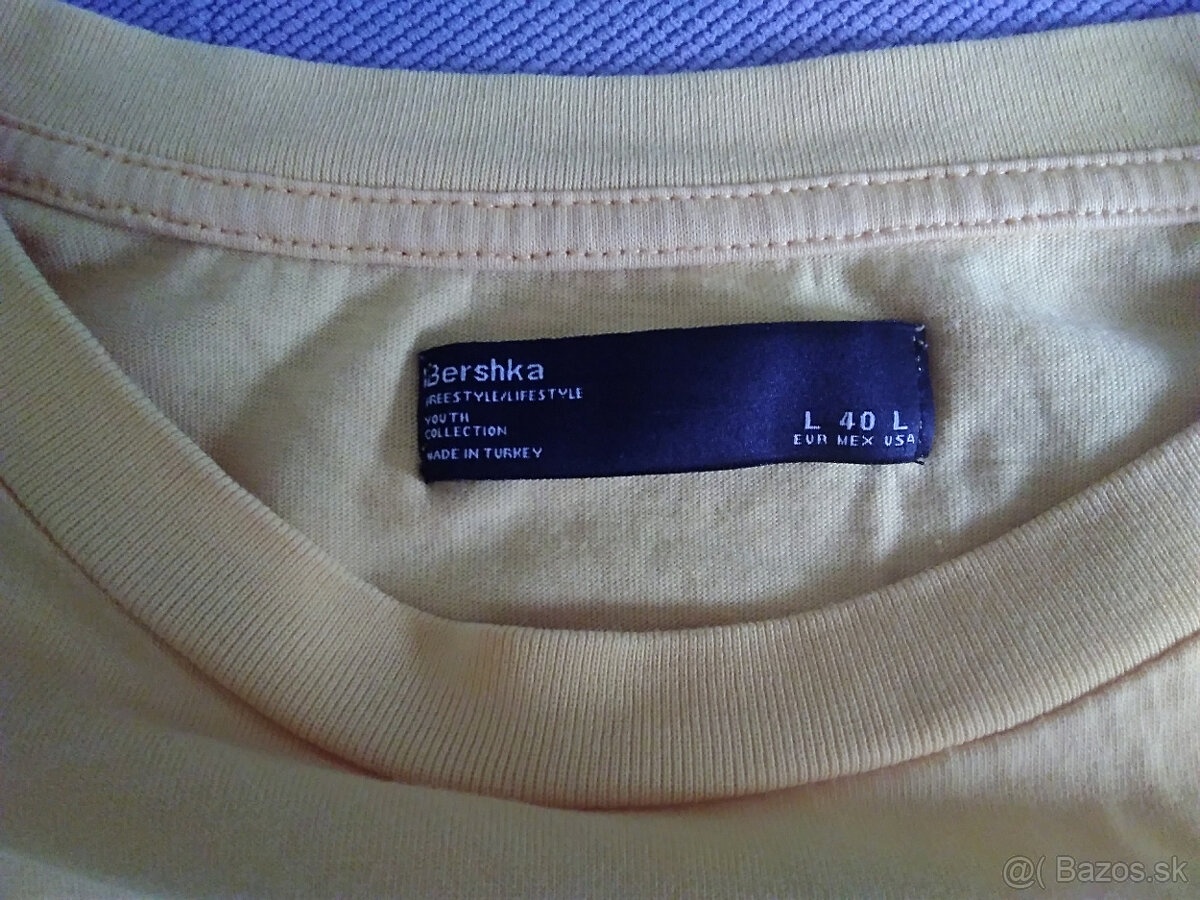 Bershka
FREESTYLE/LIFESTYLE
YOUTH
COLLECTION
MADE IN TURKEY
L 40 L
EUR MEX USA
@( Bazos.sk